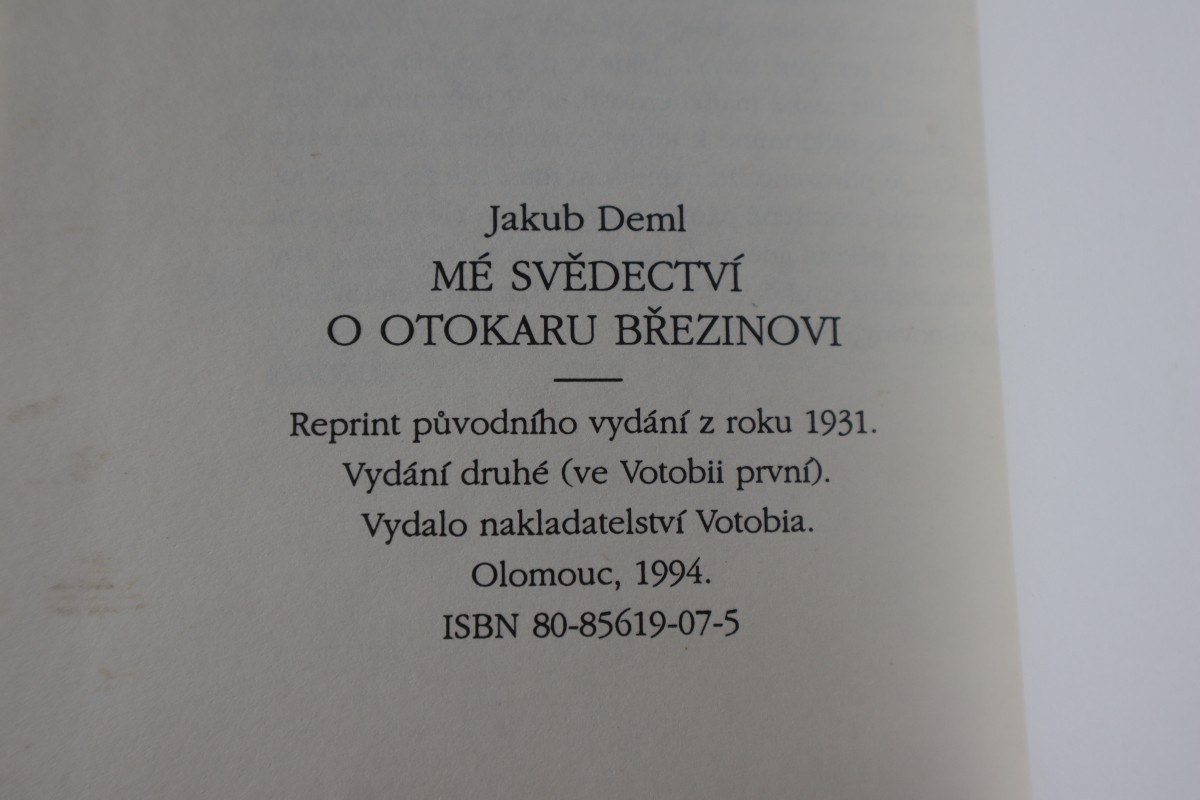 Jakub Deml
MÉ SVĚDECTVÍ
O OTOKARU BŘEZINOVI
Reprint původního vydání z roku 1931.
Vydání druhé (ve Votobii první).
Vydalo nakladatelství Votobia.
Olomouc, 1994.
ISBN 80-85619-07-5